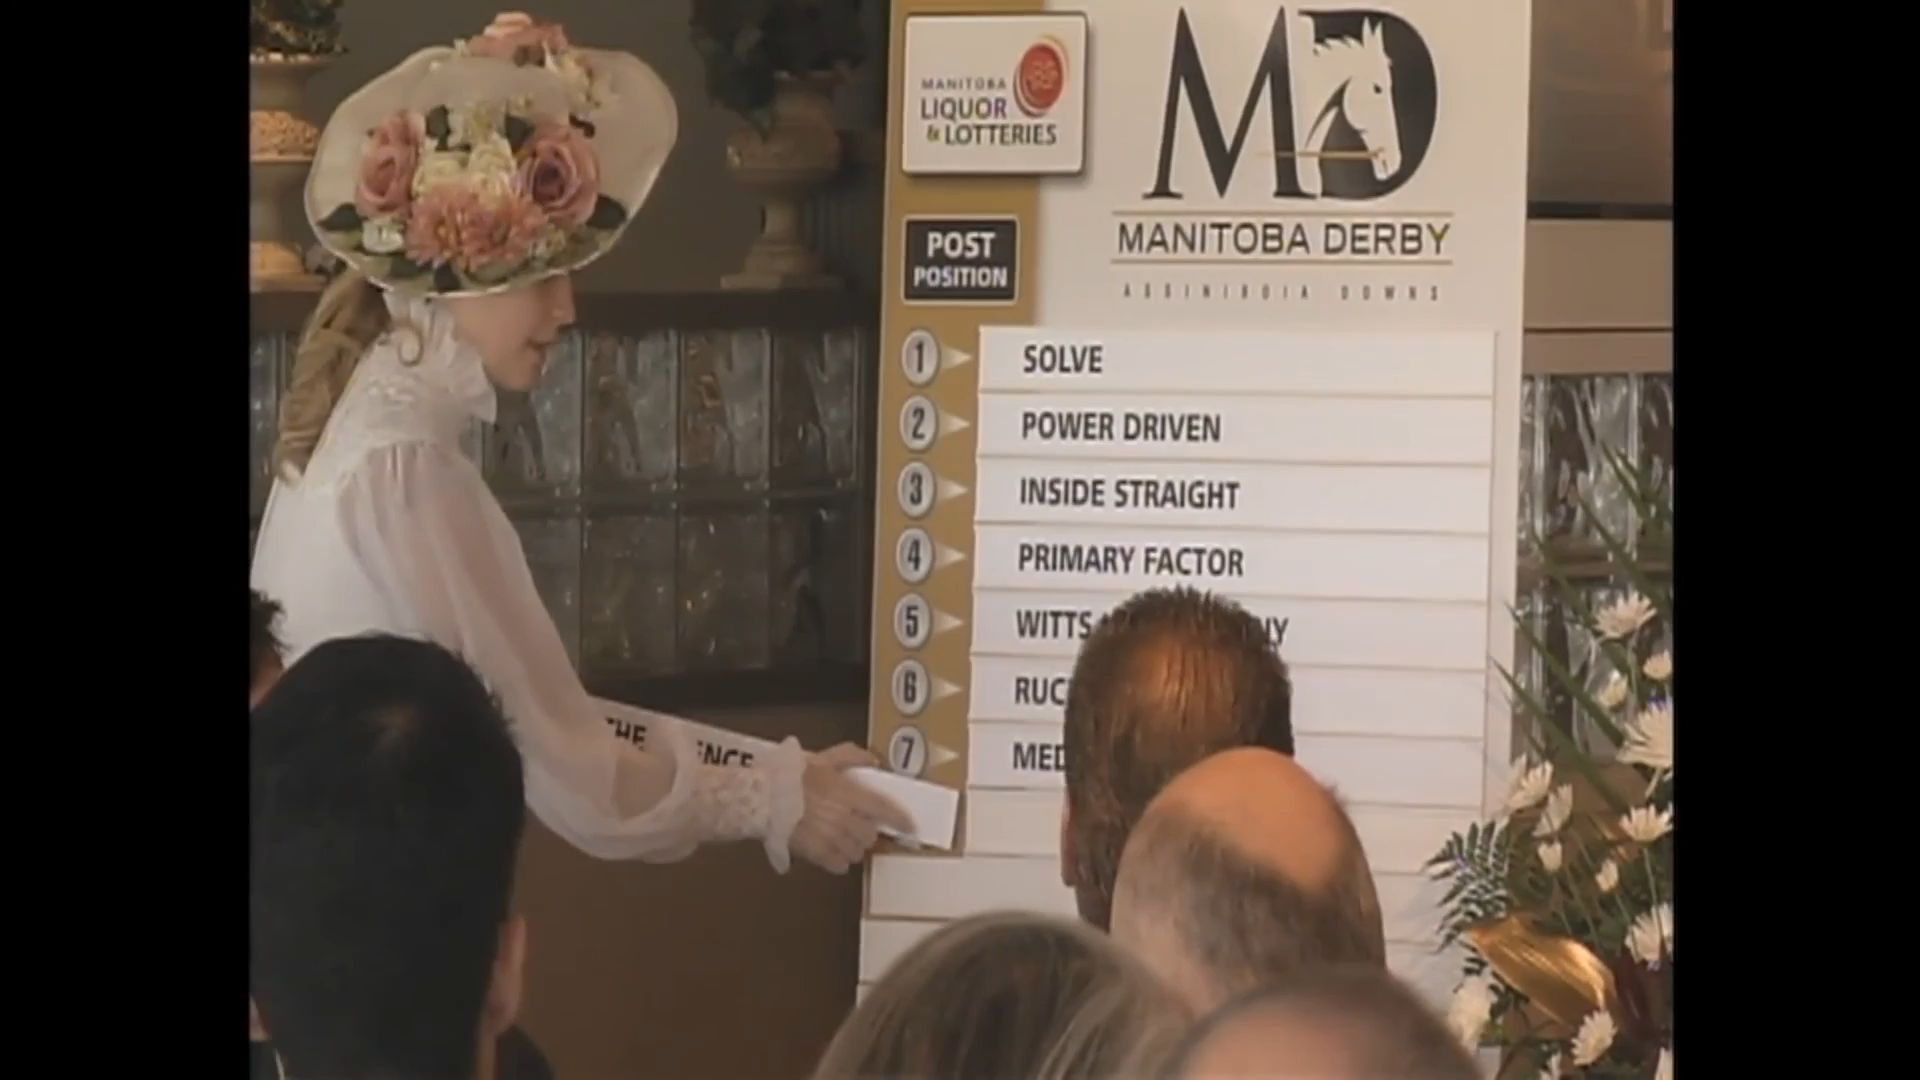 MANITOBA
LIQUOR
& LOTTERIES
MD
MANITOBA DERBY
ASSINIBOIA DOWNS
POST
POSITION
1 SOLVE
2 POWER DRIVEN
3 INSIDE STRAIGHT
4 PRIMARY FACTOR
5 WITTS
6
7
THE